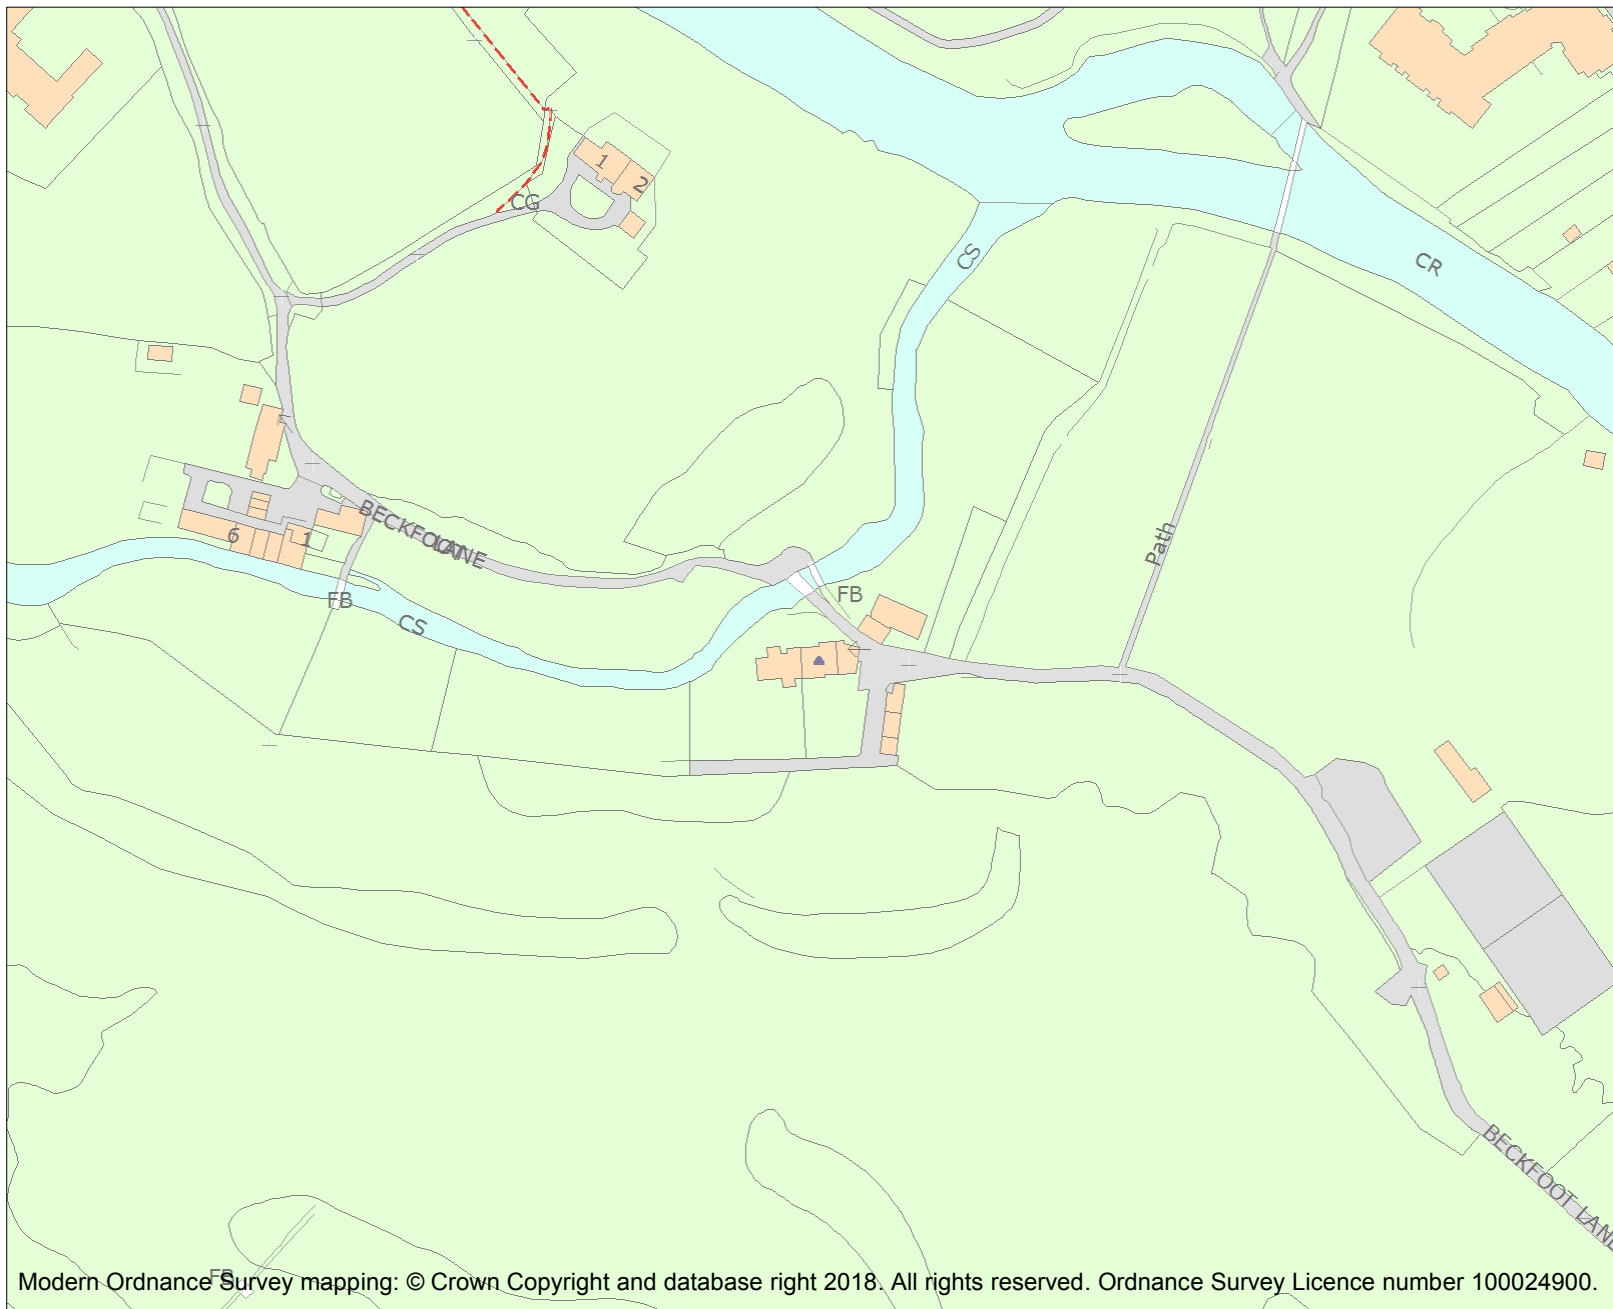 1
2
CG
CS
CR
BECKFOOT
LANE
6
1
Path
FB
FB
CS
BECKFOOT LANE
FB
Modern Ordnance Survey mapping: © Crown Copyright and database right 2018. All rights reserved. Ordnance Survey Licence number 100024900.